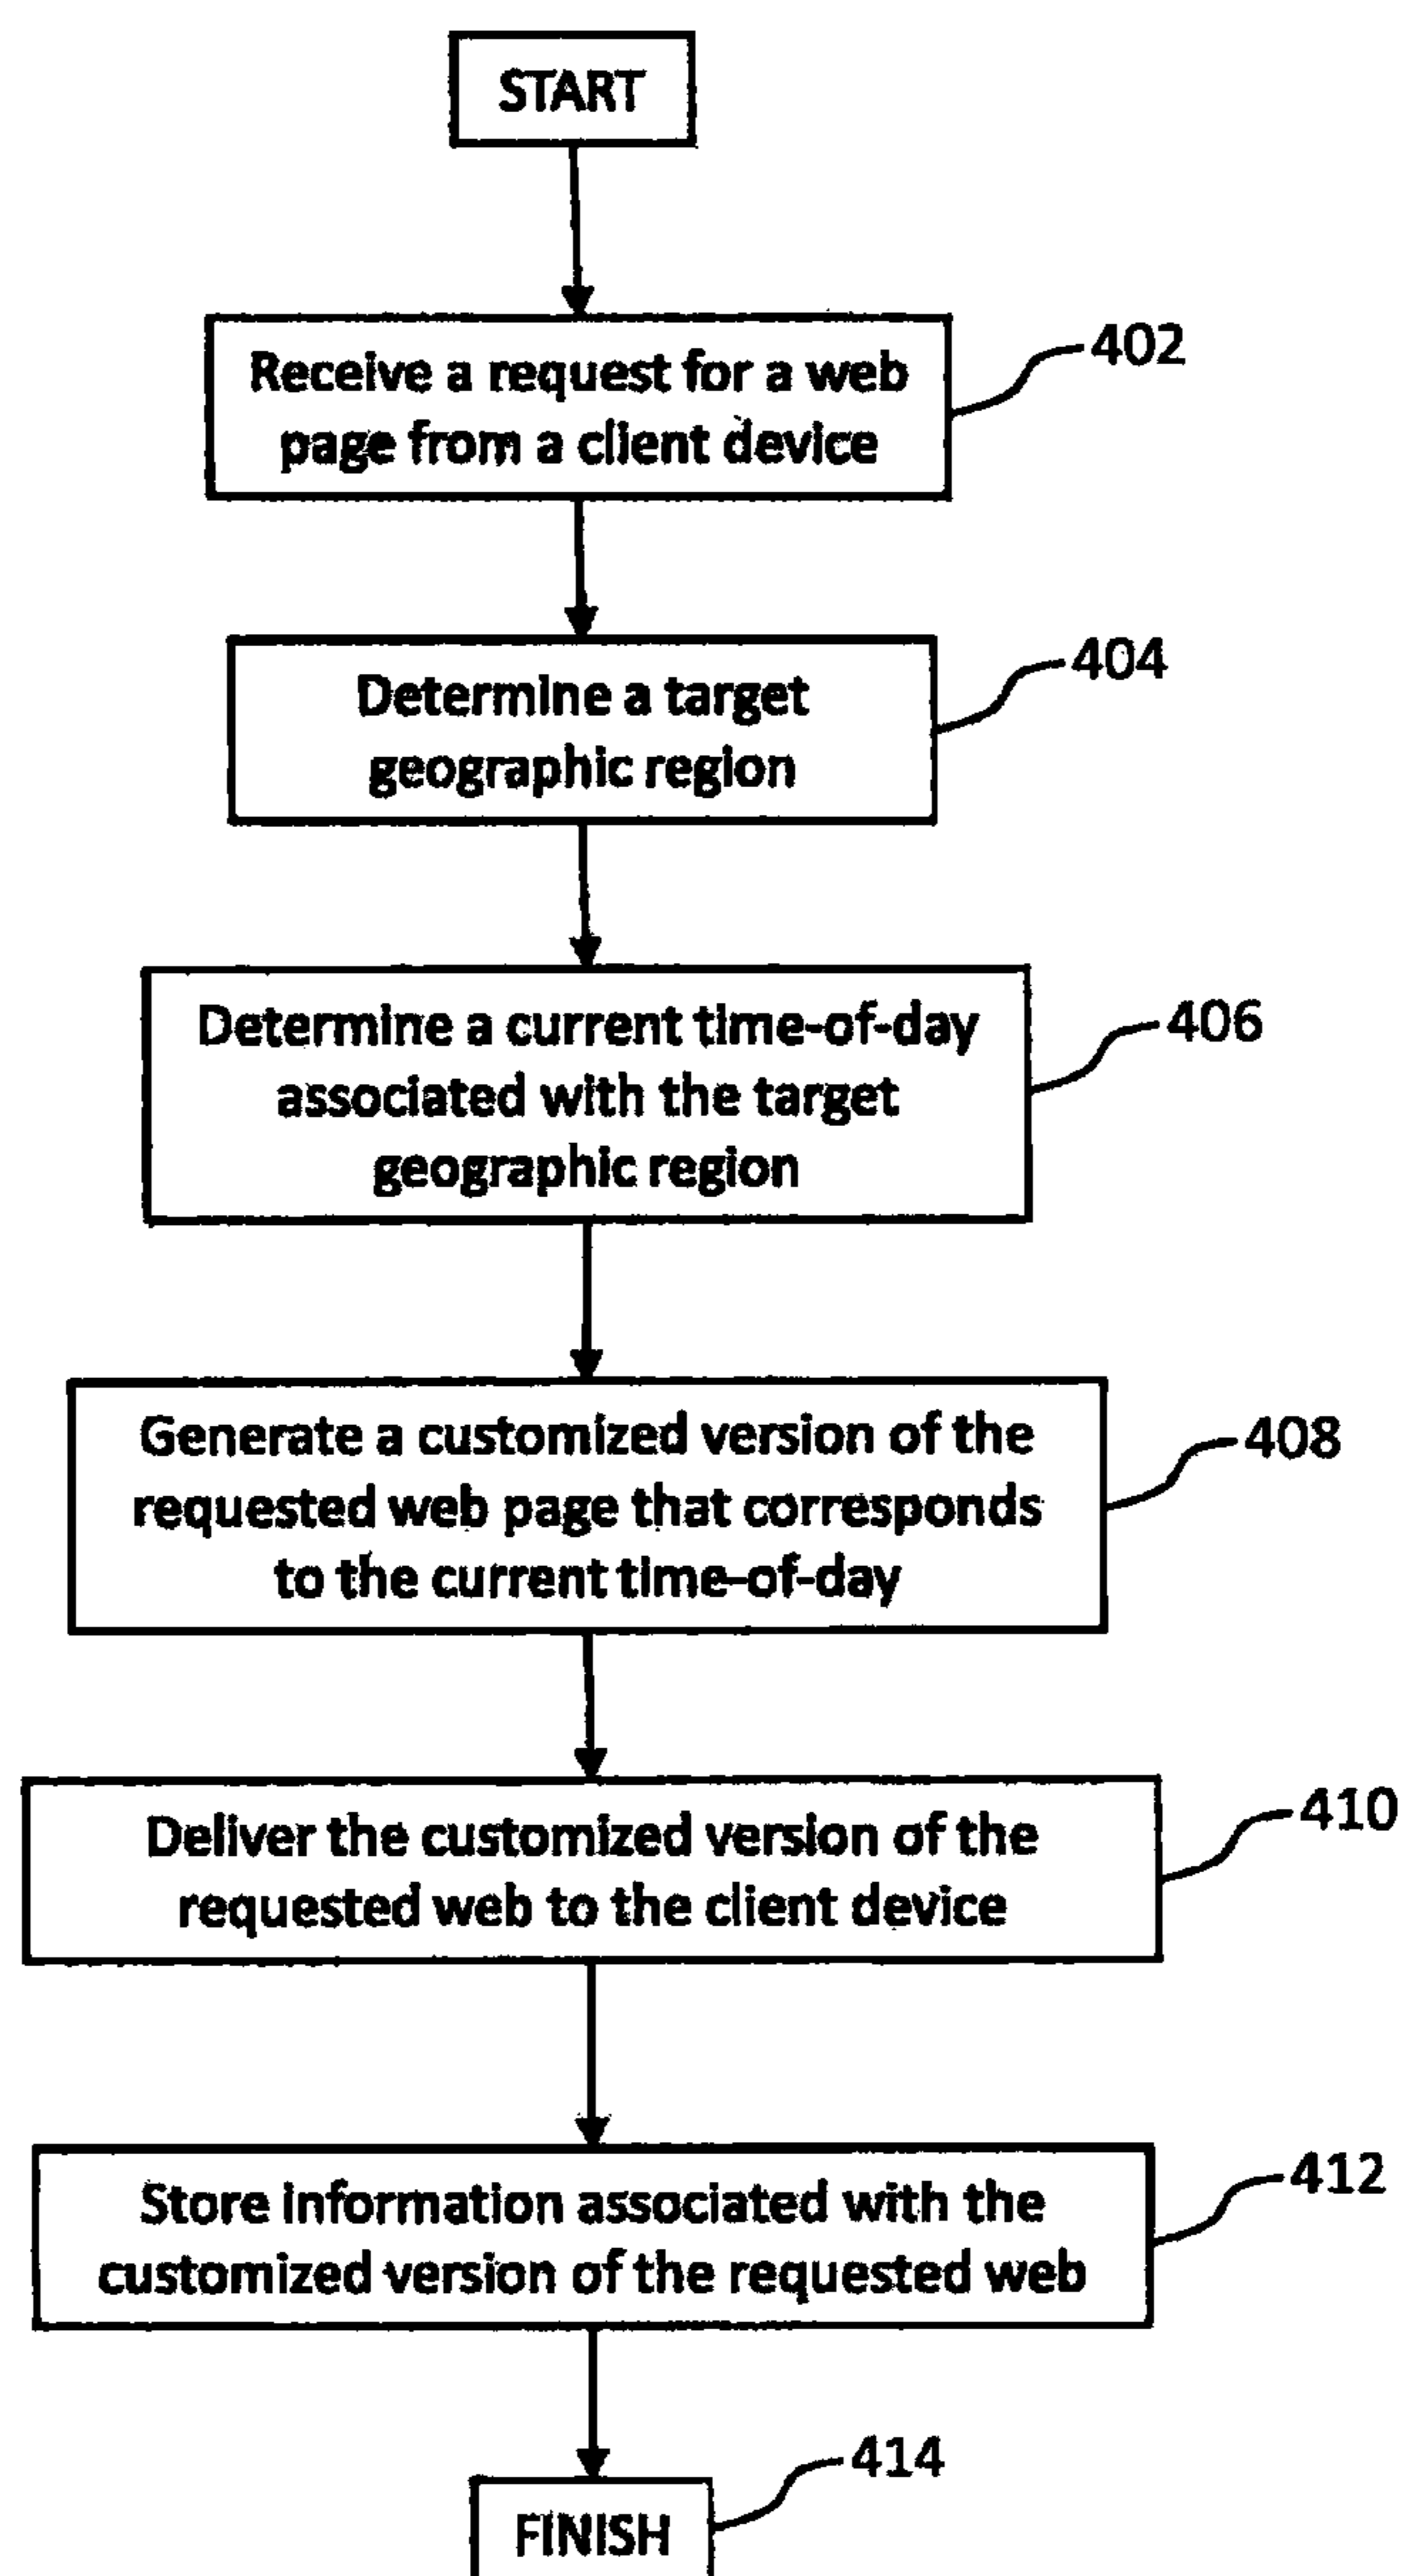 START
Receive a request for a web
page from a client device
402
Determine a target
geographic region
404
Determine a current time-of-day
associated with the target
geographic region
406
Generate a customized version of the
requested web page that corresponds
to the current time-of-day
408
Deliver the customized version of the
requested web to the client device
410
Store information associated with the
customized version of the requested web
412
FINISH
414